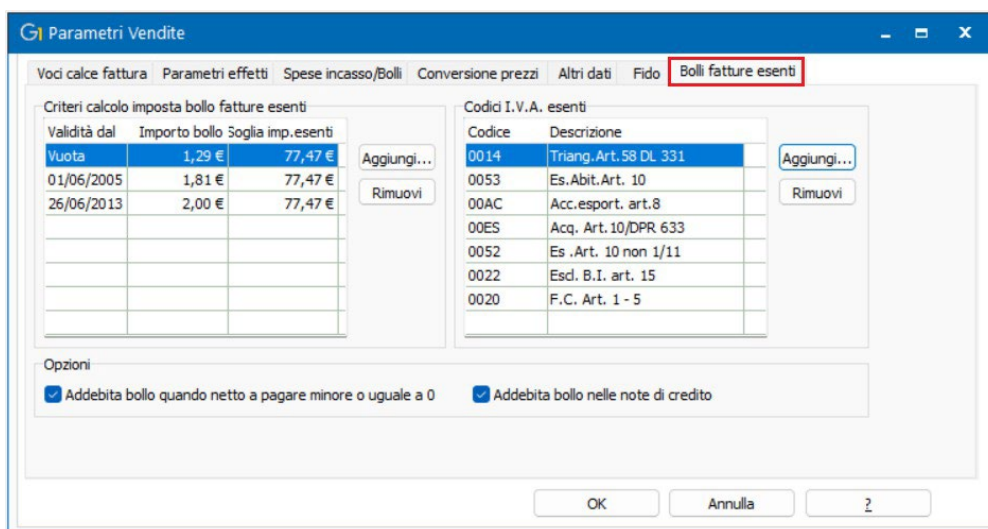 G1 Parametri Vendite
Voci calce fattura Parametri effetti Spese incasso/Bolli Conversione prezzi Altri dati Fido Bolli fatture esenti
Criteri calcolo imposta bollo fatture esenti
Validità dal Importo bollo Soglia imp.esenti
Vuota 1,29 € 77,47 €
01/06/2005 1,81 € 77,47 €
26/06/2013 2,00 € 77,47 €
Aggiungi...
Rimuovi
Codici I.V.A. esenti
Codice Descrizione
0014 Triang.Art.58 DL 331
0053 Es.Abit.Art. 10
00AC Acc.esport. art.8
00ES Acq. Art.10/DPR 633
0052 Es .Art. 10 non 1/11
0022 Escl. B.I. art. 15
0020 F.C. Art. 1 - 5
Aggiungi...
Rimuovi
Opzioni
Addebita bollo quando netto a pagare minore o uguale a 0 Addebita bollo nelle note di credito
OK Annulla ?